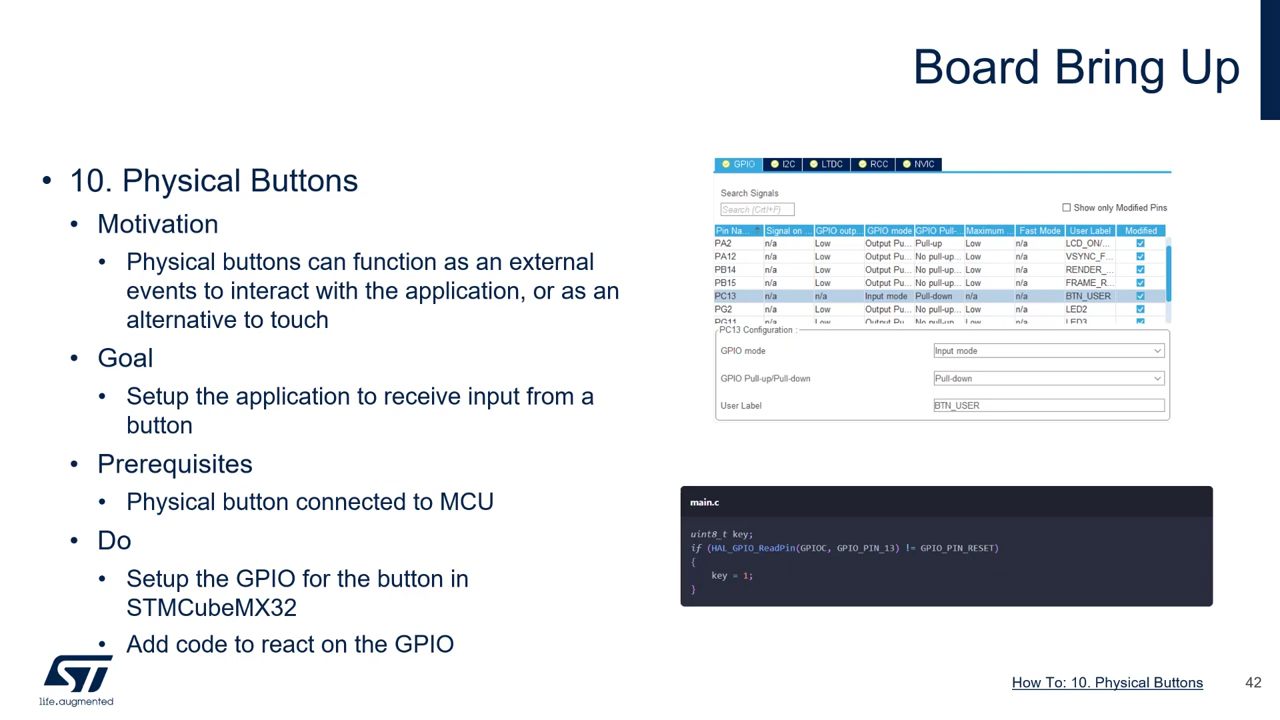 Board Bring Up
• 10. Physical Buttons
• Motivation
• Physical buttons can function as an external
events to interact with the application, or as an
alternative to touch
• Goal
• Setup the application to receive input from a
button
• Prerequisites
• Physical button connected to MCU
• Do
• Setup the GPIO for the button in
STMCubeMX32
• Add code to react on the GPIO
GPIO I2C LTDC RCC NVIC
Search Signals
Search (Crtl+F)
Show only Modified Pins
Pin Na... Signal on ... GPIO outp... GPIO mode GPIO Pull-... Maximum ... Fast Mode User Label Modified
PA2 n/a Low Output Pu... Pull-up Low n/a LCD_ON/...
PA12 n/a Low Output Pu... No pull-up... Low n/a VSYNC_F...
PB14 n/a Low Output Pu... No pull-up... Low n/a RENDER_...
PB15 n/a Low Output Pu... No pull-up... Low n/a FRAME_R...
PC13 n/a n/a Input mode Pull-down n/a n/a BTN_USER
PG2 n/a Low Output Pu... No pull-up... Low n/a LED2
PG11 n/a Low Output Pu... No pull-up... Low n/a LED3
PC13 Configuration :
GPIO mode Input mode
GPIO Pull-up/Pull-down Pull-down
User Label BTN_USER
main.c
uint8_t key;
if (HAL_GPIO_ReadPin(GPIOC, GPIO_PIN_13) != GPIO_PIN_RESET)
{
key = 1;
}
ST
life.augmented
How To: 10. Physical Buttons
42